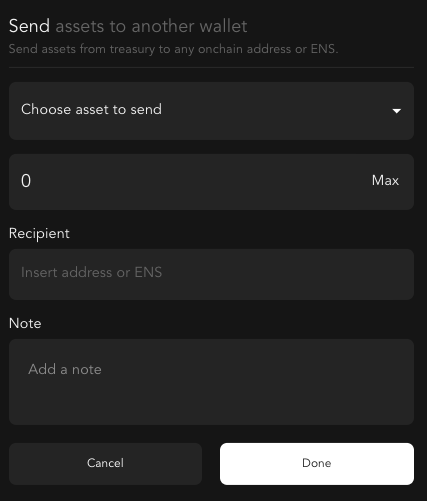 Send assets to another wallet
Send assets from treasury to any onchain address or ENS.
Choose asset to send
0 Max
Recipient
Insert address or ENS
Note
Add a note
Cancel Done